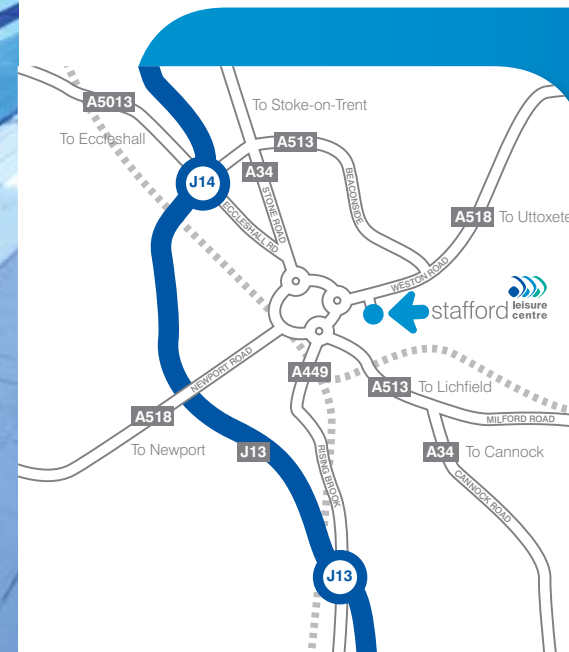 To Stoke-on-Trent
A5013
To Eccleshall
A513
A34
J14
BEACONSIDE
STONE ROAD
ECCLESHALL RD
A518 To Uttoxete
WESTON ROAD
stafford leisure centre
NEWPORT ROAD
A449
A513 To Lichfield
A518
MILFORD ROAD
To Newport
J13
A34 To Cannock
RISING BROOK
CANNOCK ROAD
J13